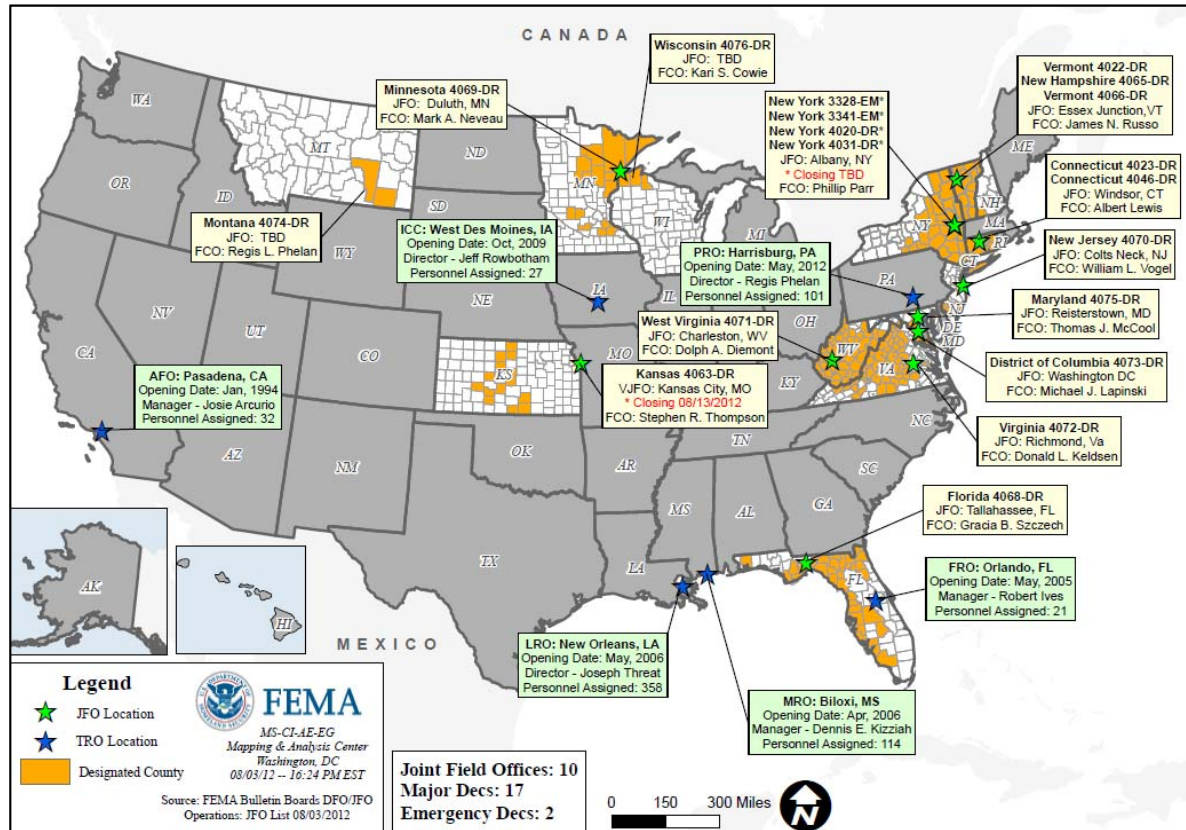 CANADA
Wisconsin 4076-DR
JFO: TBD
FCO: Kari S. Cowie
Minnesota 4069-DR
JFO: Duluth, MN
FCO: Mark A. Neveau
New York 3328-EM*
New York 3341-EM*
New York 4020-DR*
New York 4031-DR*
JFO: Albany, NY
* Closing TBD
FCO: Phillip Parr
Vermont 4022-DR
New Hampshire 4065-DR
Vermont 4066-DR
JFO: Essex Junction,VT
FCO: James N. Russo
Connecticut 4023-DR
Connecticut 4046-DR
JFO: Windsor, CT
FCO: Albert Lewis
New Jersey 4070-DR
JFO: Colts Neck, NJ
FCO: William L. Vogel
Maryland 4075-DR
JFO: Reisterstown, MD
FCO: Thomas J. McCool
District of Columbia 4073-DR
JFO: Washington DC
FCO: Michael J. Lapinski
Virginia 4072-DR
JFO: Richmond, Va
FCO: Donald L. Keldsen
Montana 4074-DR
JFO: TBD
FCO: Regis L. Phelan
ICC: West Des Moines, IA
Opening Date: Oct, 2009
Director - Jeff Rowbotham
Personnel Assigned: 27
PRO: Harrisburg, PA
Opening Date: May, 2012
Director - Regis Phelan
Personnel Assigned: 101
West Virginia 4071-DR
JFO: Charleston, WV
FCO: Dolph A. Diemont
Kansas 4063-DR
VJFO: Kansas City, MO
* Closing 08/13/2012
FCO: Stephen R. Thompson
AFO: Pasadena, CA
Opening Date: Jan, 1994
Manager - Josie Arcurio
Personnel Assigned: 32
Florida 4068-DR
JFO: Tallahassee, FL
FCO: Gracia B. Szczech
FRO: Orlando, FL
Opening Date: May, 2005
Manager - Robert Ives
Personnel Assigned: 21
LRO: New Orleans, LA
Opening Date: May, 2006
Director - Joseph Threat
Personnel Assigned: 358
MRO: Biloxi, MS
Opening Date: Apr, 2006
Manager - Dennis E. Kizziah
Personnel Assigned: 114
WA
MT
ND
MN
WI
MI
ME
NH
MA
RI
CT
NY
OR
ID
WY
SD
IA
IL
OH
PA
NJ
DE
MD
NV
UT
CO
NE
KS
MO
KY
WV
VA
CA
AZ
NM
OK
AR
TN
NC
SC
TX
LA
MS
AL
GA
FL
AK
HI
MEXICO
Legend
JFO Location
TRO Location
Designated County
FEMA
MS-CI-AE-EG
Mapping & Analysis Center
Washington, DC
08/03/12 -- 16:24 PM EST
Source: FEMA Bulletin Boards DFO/JFO
Operations: JFO List 08/03/2012
Joint Field Offices: 10
Major Decs: 17
Emergency Decs: 2
0 150 300 Miles
N